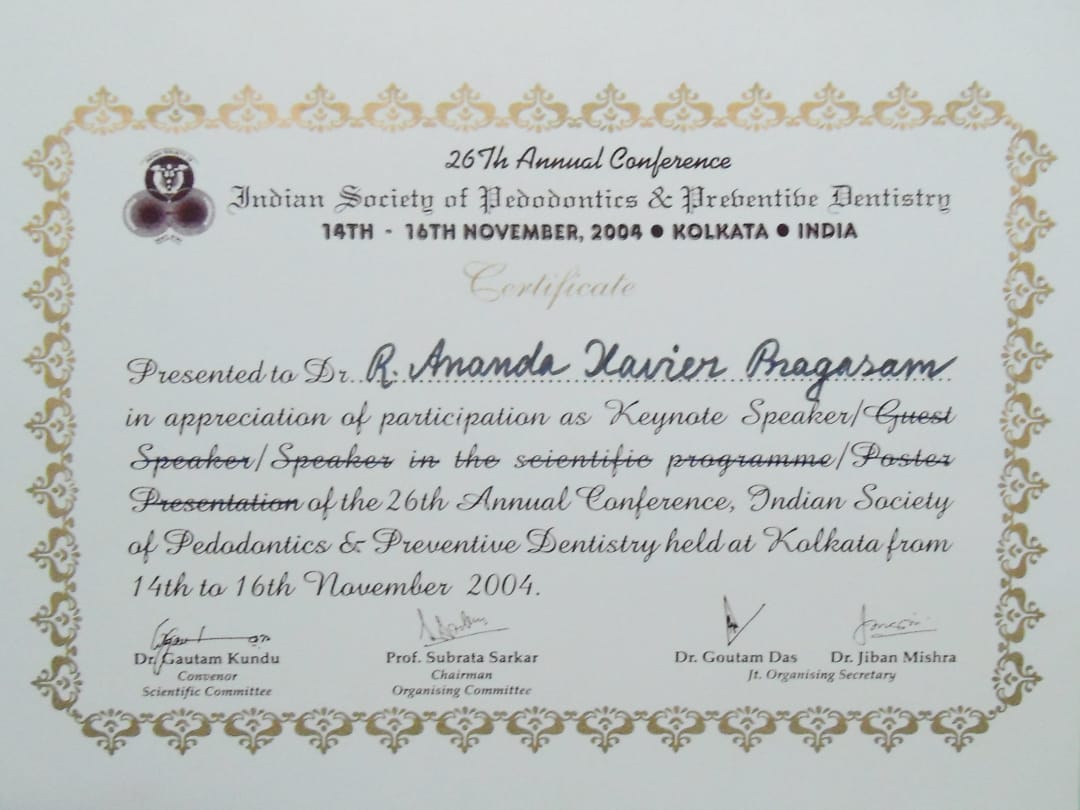 26Th Annual Conference
Indian Society of Pedodontics & Preventive Dentistry
14TH - 16TH NOVEMBER, 2004 ● KOLKATA ● INDIA
Certificate
Presented to Dr. R. Ananda Xavier Pragasam
in appreciation of participation as Keynote Speaker/Guest
Speaker/Speaker in the scientific programme/Poster
Presentation of the 26th Annual Conference, Indian Society
of Pedodontics & Preventive Dentistry held at Kolkata from
14th to 16th November 2004.
Dr. Gautam Kundu Prof. Subrata Sarkar Dr. Goutam Das Dr. Jiban Mishra
Convenor Chairman Jt. Organising Secretary
Scientific Committee Organising Committee